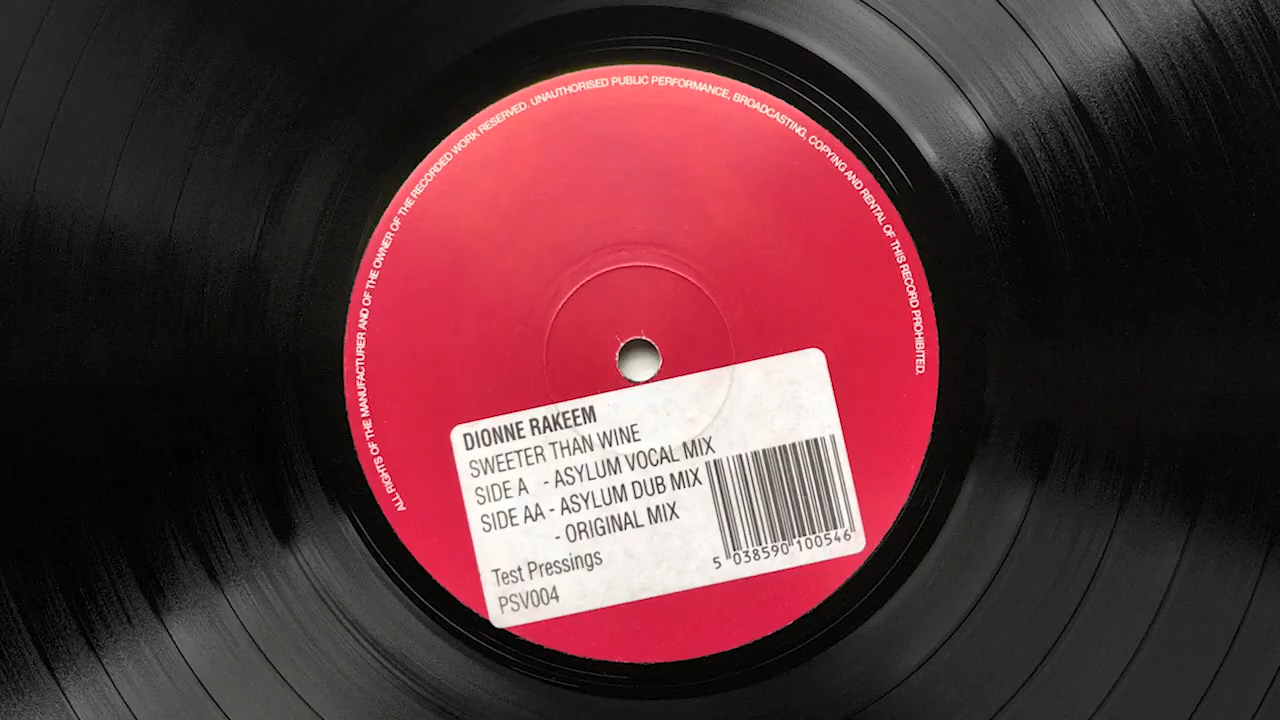 ALL RIGHTS OF THE MANUFACTURER AND OF THE OWNER OF THE RECORDED WORK RESERVED. UNAUTHORISED PUBLIC PERFORMANCE, BROADCASTING, COPYING AND RENTAL OF THIS RECORD PROHIBITED.
DIONNE RAKEEM
SWEETER THAN WINE
SIDE A - ASYLUM VOCAL MIX
SIDE AA - ASYLUM DUB MIX
- ORIGINAL MIX
Test Pressings
PSV004
5 038590 100546